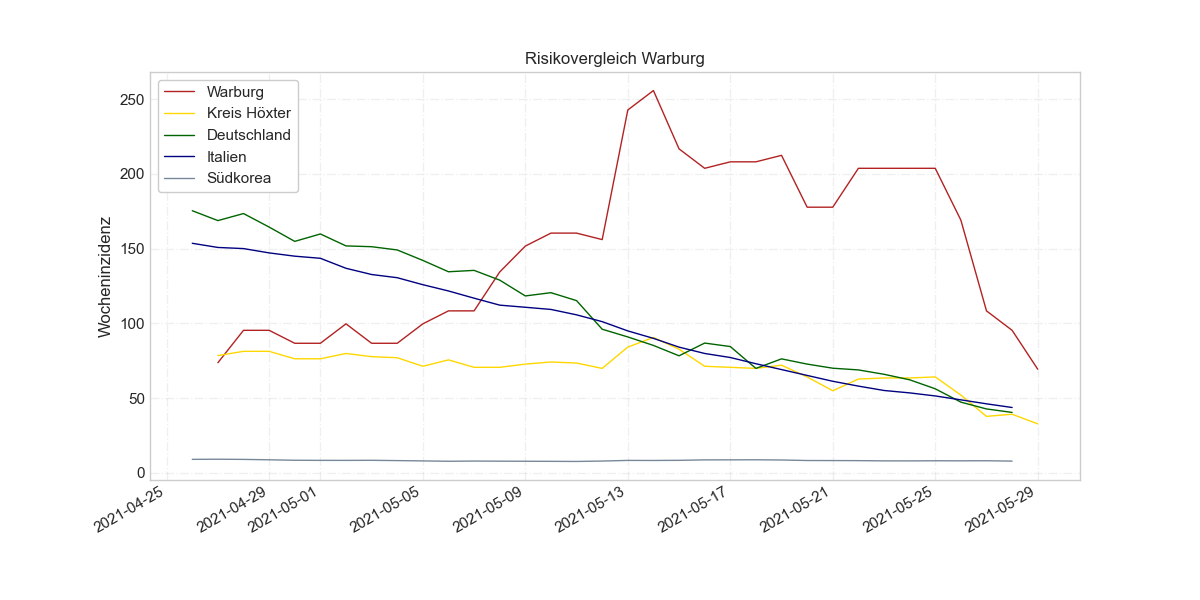 Risikovergleich Warburg
Warburg
Kreis Höxter
Deutschland
Italien
Südkorea
Wocheninzidenz
250
200
150
100
50
0
2021-04-25
2021-04-29
2021-05-01
2021-05-05
2021-05-09
2021-05-13
2021-05-17
2021-05-21
2021-05-25
2021-05-29